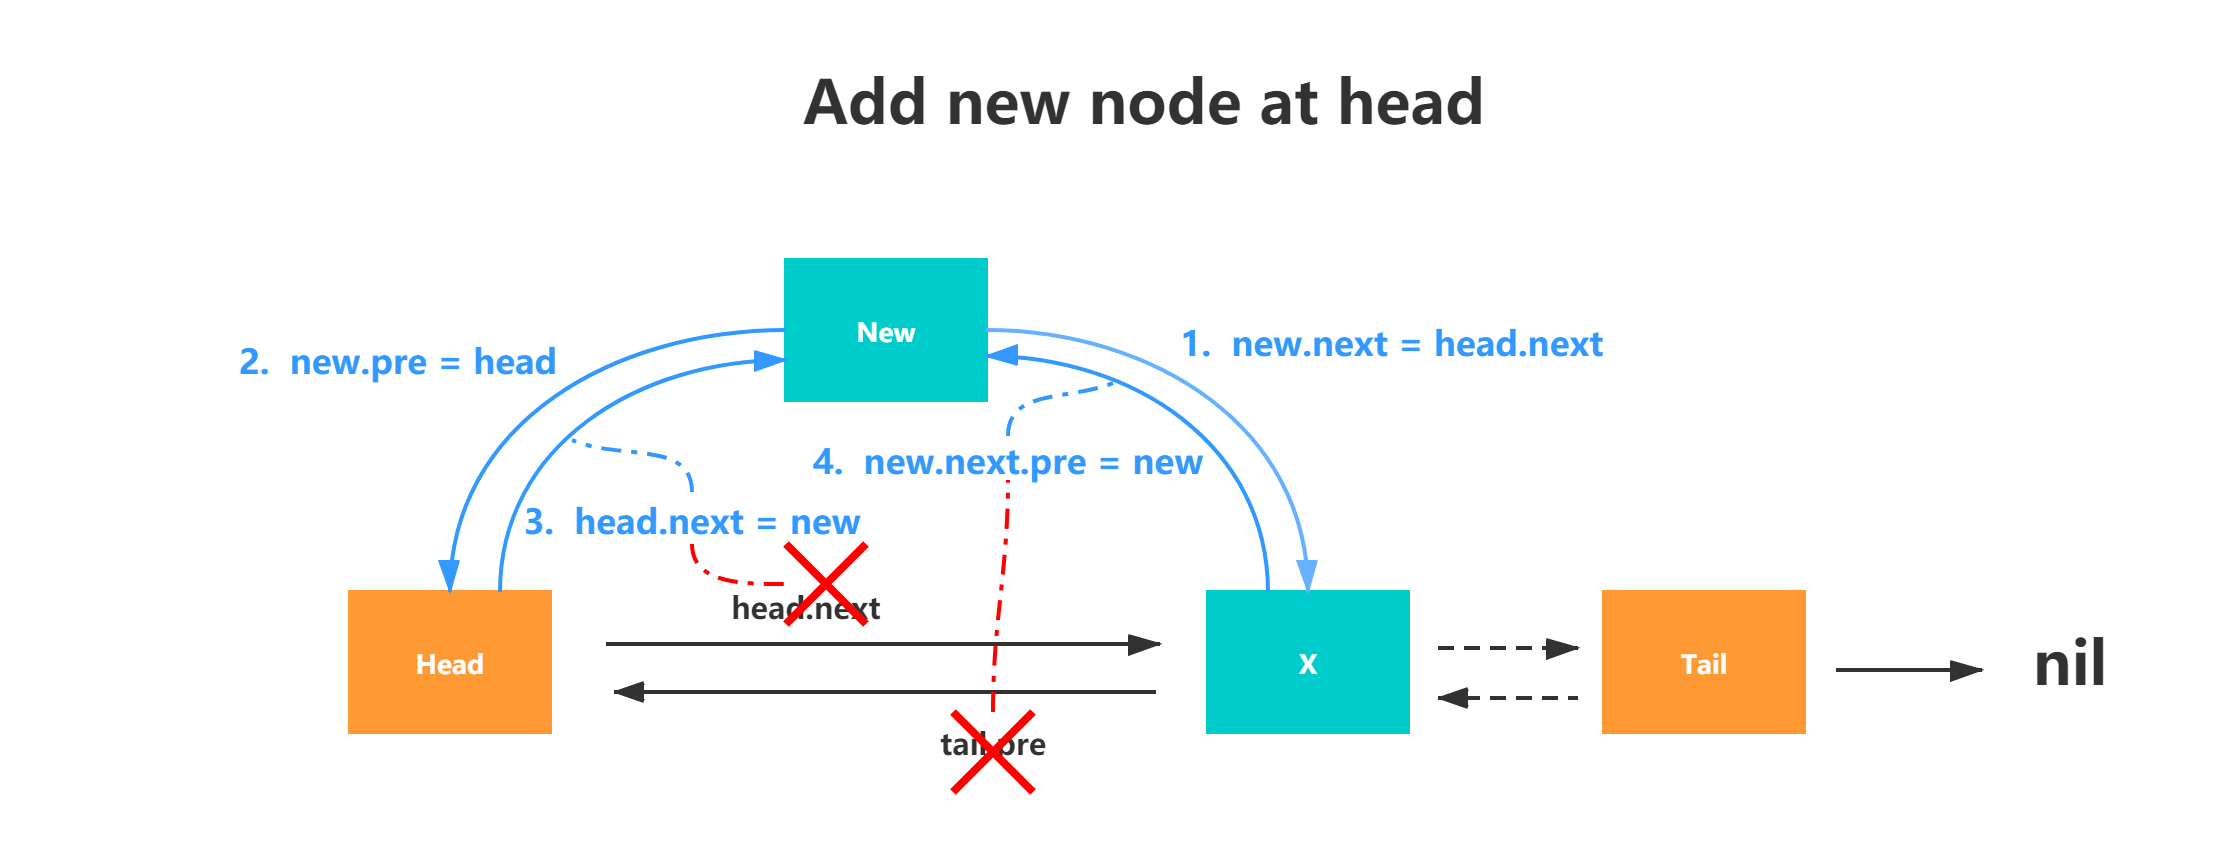 Add new node at head
New
2. new.pre = head
1. new.next = head.next
4. new.next.pre = new
3. head.next = new
head.next
Head
X
Tail
nil
tail.pre